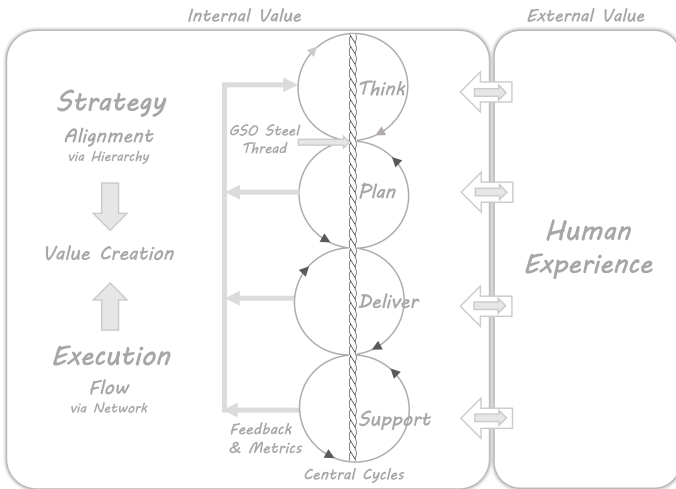 Internal Value
External Value
Strategy
Alignment
via Hierarchy
Value Creation
Execution
Flow
via Network
GSO Steel
Thread
Feedback
& Metrics
Think
Plan
Deliver
Support
Central Cycles
Human
Experience